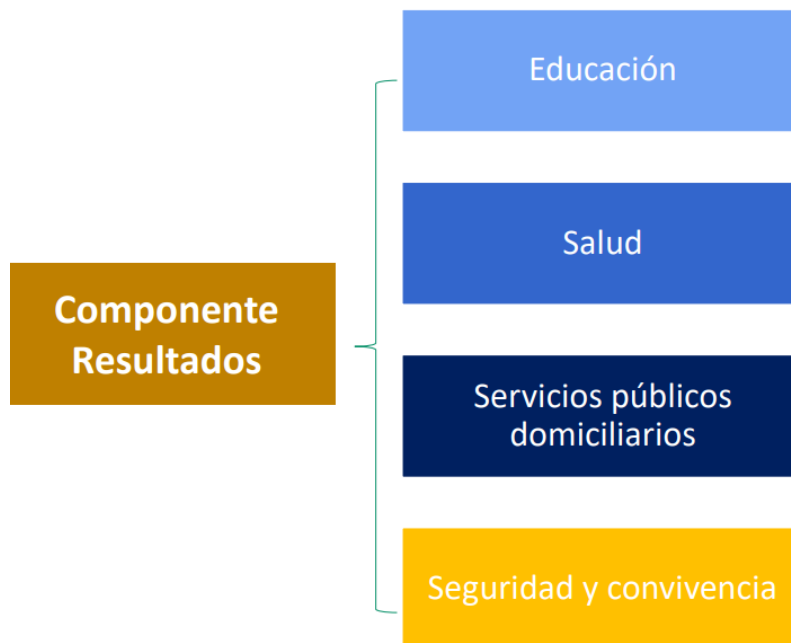 Educación
Salud
Componente
Resultados
Servicios públicos
domiciliarios
Seguridad y convivencia